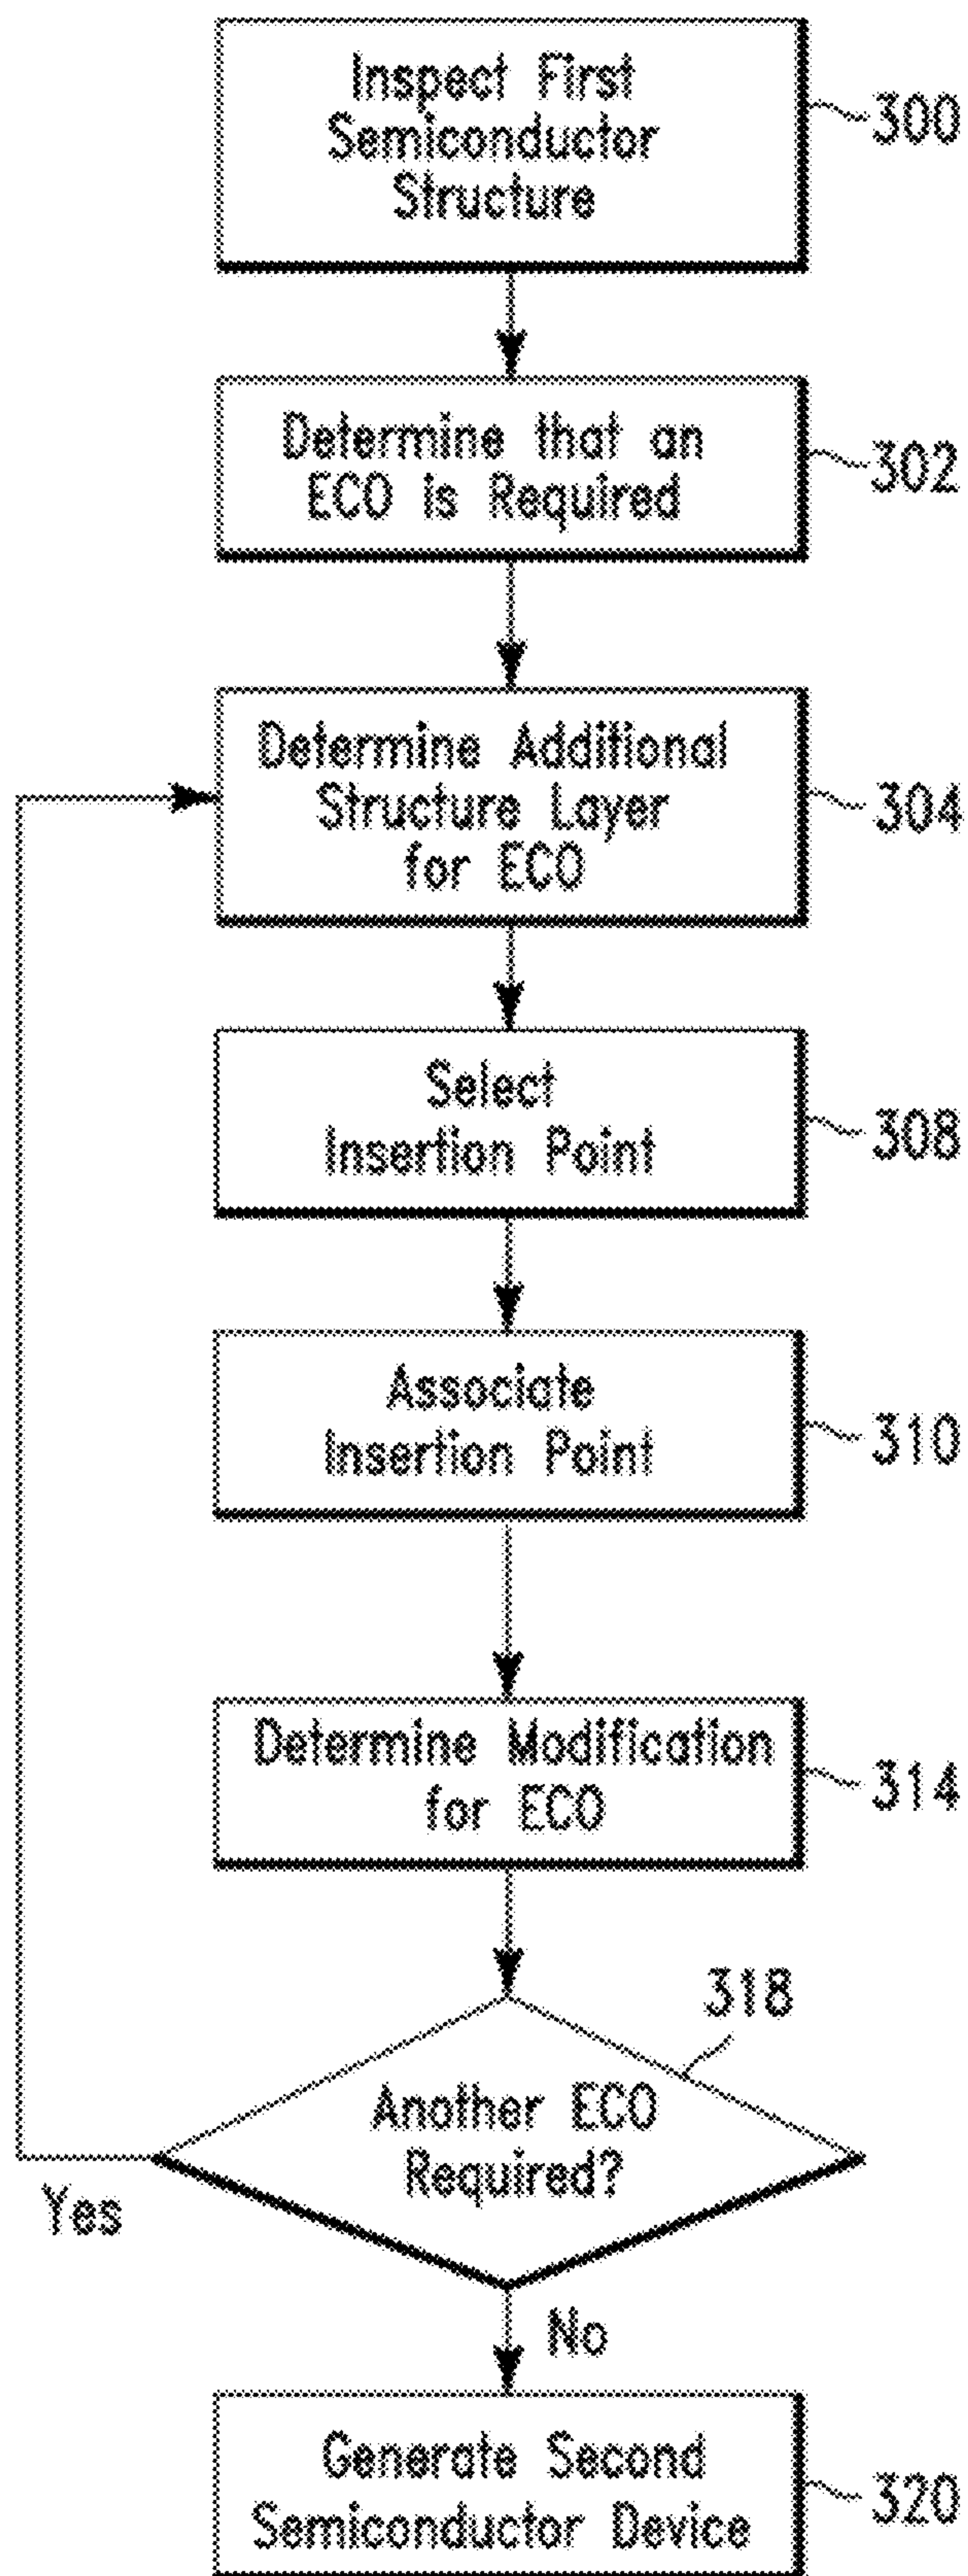 Inspect First
Semiconductor
Structure
300
Determine that an
ECO is Required
302
Determine Additional
Structure Layer
for ECO
304
Select
Insertion Point
308
Associate
Insertion Point
310
Determine Modification
for ECO
314
318
Another ECO
Required?
Yes
No
Generate Second
Semiconductor Device
320